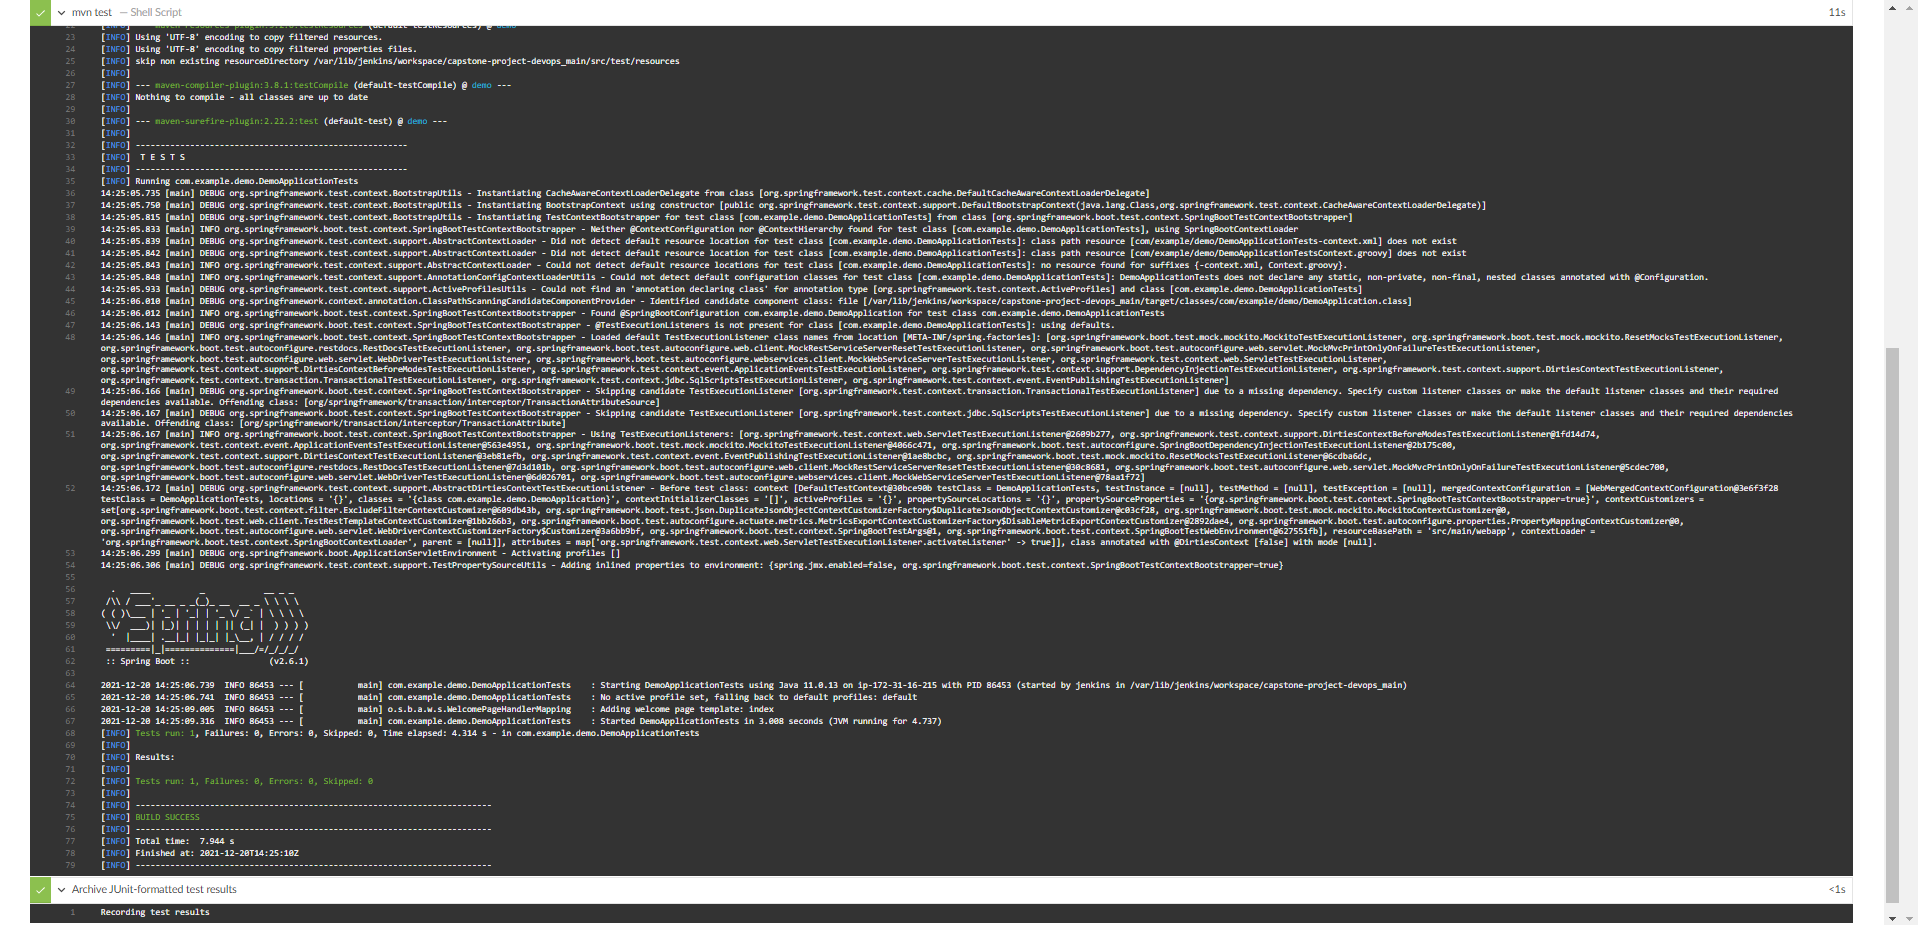 mvn test — Shell Script 11s
23 [INFO] Using 'UTF-8' encoding to copy filtered resources.
24 [INFO] Using 'UTF-8' encoding to copy filtered properties files.
25 [INFO] skip non existing resourceDirectory /var/lib/jenkins/workspace/capstone-project-devops_main/src/test/resources
26 [INFO]
27 [INFO] --- maven-compiler-plugin:3.8.1:testCompile (default-testCompile) @ demo ---
28 [INFO] Nothing to compile - all classes are up to date
29 [INFO]
30 [INFO] --- maven-surefire-plugin:2.22.2:test (default-test) @ demo ---
31 [INFO]
32 [INFO] -------------------------------------------------------
33 [INFO]  T E S T S
34 [INFO] -------------------------------------------------------
35 [INFO] Running com.example.demo.DemoApplicationTests
36 14:25:05.735 [main] DEBUG org.springframework.test.context.BootstrapUtils - Instantiating CacheAwareContextLoaderDelegate from class [org.springframework.test.context.cache.DefaultCacheAwareContextLoaderDelegate]
37 14:25:05.750 [main] DEBUG org.springframework.test.context.BootstrapUtils - Instantiating BootstrapContext using constructor [public org.springframework.test.context.support.DefaultBootstrapContext(java.lang.Class,org.springframework.test.context.CacheAwareContextLoaderDelegate)]
38 14:25:05.815 [main] DEBUG org.springframework.test.context.BootstrapUtils - Instantiating TestContextBootstrapper for test class [com.example.demo.DemoApplicationTests] from class [org.springframework.boot.test.context.SpringBootTestContextBootstrapper]
39 14:25:05.833 [main] INFO org.springframework.boot.test.context.SpringBootTestContextBootstrapper - Neither @ContextConfiguration nor @ContextHierarchy found for test class [com.example.demo.DemoApplicationTests], using SpringBootContextLoader
40 14:25:05.839 [main] DEBUG org.springframework.test.context.support.AbstractContextLoader - Did not detect default resource location for test class [com.example.demo.DemoApplicationTests]: class path resource [com/example/demo/DemoApplicationTests-context.xml] does not exist
41 14:25:05.842 [main] DEBUG org.springframework.test.context.support.AbstractContextLoader - Did not detect default resource location for test class [com.example.demo.DemoApplicationTests]: class path resource [com/example/demo/DemoApplicationTestsContext.groovy] does not exist
42 14:25:05.843 [main] INFO org.springframework.test.context.support.AbstractContextLoader - Could not detect default resource locations for test class [com.example.demo.DemoApplicationTests]: no resource found for suffixes {-context.xml, Context.groovy}.
43 14:25:05.848 [main] INFO org.springframework.test.context.support.AnnotationConfigContextLoaderUtils - Could not detect default configuration classes for test class [com.example.demo.DemoApplicationTests]: DemoApplicationTests does not declare any static, non-private, non-final, nested classes annotated with @Configuration.
44 14:25:05.933 [main] DEBUG org.springframework.test.context.support.ActiveProfilesUtils - Could not find an 'annotation declaring class' for annotation type [org.springframework.test.context.ActiveProfiles] and class [com.example.demo.DemoApplicationTests]
45 14:25:06.010 [main] DEBUG org.springframework.context.annotation.ClassPathScanningCandidateComponentProvider - Identified candidate component class: file [/var/lib/jenkins/workspace/capstone-project-devops_main/target/classes/com/example/demo/DemoApplication.class]
46 14:25:06.012 [main] INFO org.springframework.boot.test.context.SpringBootTestContextBootstrapper - Found @SpringBootConfiguration com.example.demo.DemoApplication for test class com.example.demo.DemoApplicationTests
47 14:25:06.143 [main] DEBUG org.springframework.boot.test.context.SpringBootTestContextBootstrapper - @TestExecutionListeners is not present for class [com.example.demo.DemoApplicationTests]: using defaults.
48 14:25:06.146 [main] INFO org.springframework.boot.test.context.SpringBootTestContextBootstrapper - Loaded default TestExecutionListener class names from location [META-INF/spring.factories]: [org.springframework.boot.test.mock.mockito.MockitoTestExecutionListener, org.springframework.boot.test.mock.mockito.ResetMocksTestExecutionListener,
org.springframework.boot.test.autoconfigure.restdocs.RestDocsTestExecutionListener, org.springframework.boot.test.autoconfigure.web.client.MockRestServiceServerResetTestExecutionListener, org.springframework.boot.test.autoconfigure.web.servlet.MockMvcPrintOnlyOnFailureTestExecutionListener,
org.springframework.boot.test.autoconfigure.web.servlet.WebDriverTestExecutionListener, org.springframework.boot.test.autoconfigure.webservices.client.MockWebServiceServerTestExecutionListener, org.springframework.test.context.web.ServletTestExecutionListener,
org.springframework.test.context.support.DirtiesContextBeforeModesTestExecutionListener, org.springframework.test.context.event.ApplicationEventsTestExecutionListener, org.springframework.test.context.support.DependencyInjectionTestExecutionListener, org.springframework.test.context.support.DirtiesContextTestExecutionListener,
org.springframework.test.context.transaction.TransactionalTestExecutionListener, org.springframework.test.context.jdbc.SqlScriptsTestExecutionListener, org.springframework.test.context.event.EventPublishingTestExecutionListener]
49 14:25:06.166 [main] DEBUG org.springframework.boot.test.context.SpringBootTestContextBootstrapper - Skipping candidate TestExecutionListener [org.springframework.test.context.transaction.TransactionalTestExecutionListener] due to a missing dependency. Specify custom listener classes or make the default listener classes and their required
dependencies available. Offending class: [org/springframework/transaction/interceptor/TransactionAttributeSource]
50 14:25:06.167 [main] DEBUG org.springframework.boot.test.context.SpringBootTestContextBootstrapper - Skipping candidate TestExecutionListener [org.springframework.test.context.jdbc.SqlScriptsTestExecutionListener] due to a missing dependency. Specify custom listener classes or make the default listener classes and their required dependencies
available. Offending class: [org/springframework/transaction/interceptor/TransactionAttribute]
51 14:25:06.167 [main] INFO org.springframework.boot.test.context.SpringBootTestContextBootstrapper - Using TestExecutionListeners: [org.springframework.test.context.web.ServletTestExecutionListener@2609b277, org.springframework.test.context.support.DirtiesContextBeforeModesTestExecutionListener@1fd14d74,
org.springframework.test.context.event.ApplicationEventsTestExecutionListener@563e4951, org.springframework.boot.test.mock.mockito.MockitoTestExecutionListener@4066c471, org.springframework.boot.test.autoconfigure.SpringBootDependencyInjectionTestExecutionListener@2b175c00,
org.springframework.test.context.support.DirtiesContextTestExecutionListener@3eb81efb, org.springframework.test.context.event.EventPublishingTestExecutionListener@1ae8bcbc, org.springframework.boot.test.mock.mockito.ResetMocksTestExecutionListener@6cdba6dc,
org.springframework.boot.test.autoconfigure.restdocs.RestDocsTestExecutionListener@7d3d101b, org.springframework.boot.test.autoconfigure.web.client.MockRestServiceServerResetTestExecutionListener@30c8681, org.springframework.boot.test.autoconfigure.web.servlet.MockMvcPrintOnlyOnFailureTestExecutionListener@5cdec700,
org.springframework.boot.test.autoconfigure.web.servlet.WebDriverTestExecutionListener@6d026701, org.springframework.boot.test.autoconfigure.webservices.client.MockWebServiceServerTestExecutionListener@78aa1f72]
52 14:25:06.172 [main] DEBUG org.springframework.test.context.support.AbstractDirtiesContextTestExecutionListener - Before test class: context [DefaultTestContext@30bce90b testClass = DemoApplicationTests, testInstance = [null], testMethod = [null], testException = [null], mergedContextConfiguration = [WebMergedContextConfiguration@3e6f3f28
testClass = DemoApplicationTests, locations = '{}', classes = '{class com.example.demo.DemoApplication}', contextInitializerClasses = '[]', activeProfiles = '{}', propertySourceLocations = '{}', propertySourceProperties = '{org.springframework.boot.test.context.SpringBootTestContextBootstrapper=true}', contextCustomizers =
set[org.springframework.boot.test.context.filter.ExcludeFilterContextCustomizer@609db43b, org.springframework.boot.test.json.DuplicateJsonObjectContextCustomizerFactory$DuplicateJsonObjectContextCustomizer@c03cf28, org.springframework.boot.test.mock.mockito.MockitoContextCustomizer@0,
org.springframework.boot.test.web.client.TestRestTemplateContextCustomizer@1bb266b3, org.springframework.boot.test.autoconfigure.actuate.metrics.MetricsExportContextCustomizerFactory$DisableMetricExportContextCustomizer@2892dae4, org.springframework.boot.test.autoconfigure.properties.PropertyMappingContextCustomizer@0,
org.springframework.boot.test.autoconfigure.web.servlet.WebDriverContextCustomizerFactory$Customizer@3a6bb9bf, org.springframework.boot.test.context.SpringBootTestArgs@1, org.springframework.boot.test.context.SpringBootTestWebEnvironment@627551fb], resourceBasePath = 'src/main/webapp', contextLoader =
'org.springframework.boot.test.context.SpringBootContextLoader', parent = [null]], attributes = map['org.springframework.test.context.web.ServletTestExecutionListener.activateListener' -> true]], class annotated with @DirtiesContext [false] with mode [null].
53 14:25:06.299 [main] DEBUG org.springframework.boot.ApplicationServletEnvironment - Activating profiles []
54 14:25:06.306 [main] DEBUG org.springframework.test.context.support.TestPropertySourceUtils - Adding inlined properties to environment: {spring.jmx.enabled=false, org.springframework.boot.test.context.SpringBootTestContextBootstrapper=true}
55
56   .   ____          _            __ _ _
57  /\\ / ___'_ __ _ _(_)_ __  __ _ \ \ \ \
58 ( ( )\___ | '_ | '_| | '_ \/ _` | \ \ \ \
59  \\/  ___)| |_)| | | | | || (_| |  ) ) ) )
60   '  |____| .__|_| |_|_| |_\__, | / / / /
61  =========|_|==============|___/=/_/_/_/
62  :: Spring Boot ::                (v2.6.1)
63
64 2021-12-20 14:25:06.739  INFO 86453 --- [           main] com.example.demo.DemoApplicationTests    : Starting DemoApplicationTests using Java 11.0.13 on ip-172-31-16-215 with PID 86453 (started by jenkins in /var/lib/jenkins/workspace/capstone-project-devops_main)
65 2021-12-20 14:25:06.741  INFO 86453 --- [           main] com.example.demo.DemoApplicationTests    : No active profile set, falling back to default profiles: default
66 2021-12-20 14:25:09.005  INFO 86453 --- [           main] o.s.b.a.w.s.WelcomePageHandlerMapping    : Adding welcome page template: index
67 2021-12-20 14:25:09.316  INFO 86453 --- [           main] com.example.demo.DemoApplicationTests    : Started DemoApplicationTests in 3.008 seconds (JVM running for 4.737)
68 [INFO] Tests run: 1, Failures: 0, Errors: 0, Skipped: 0, Time elapsed: 4.314 s - in com.example.demo.DemoApplicationTests
69 [INFO]
70 [INFO] Results:
71 [INFO]
72 [INFO] Tests run: 1, Failures: 0, Errors: 0, Skipped: 0
73 [INFO]
74 [INFO] ------------------------------------------------------------------------
75 [INFO] BUILD SUCCESS
76 [INFO] ------------------------------------------------------------------------
77 [INFO] Total time:  7.944 s
78 [INFO] Finished at: 2021-12-20T14:25:10Z
79 [INFO] ------------------------------------------------------------------------
Archive JUnit-formatted test results <1s
1 Recording test results